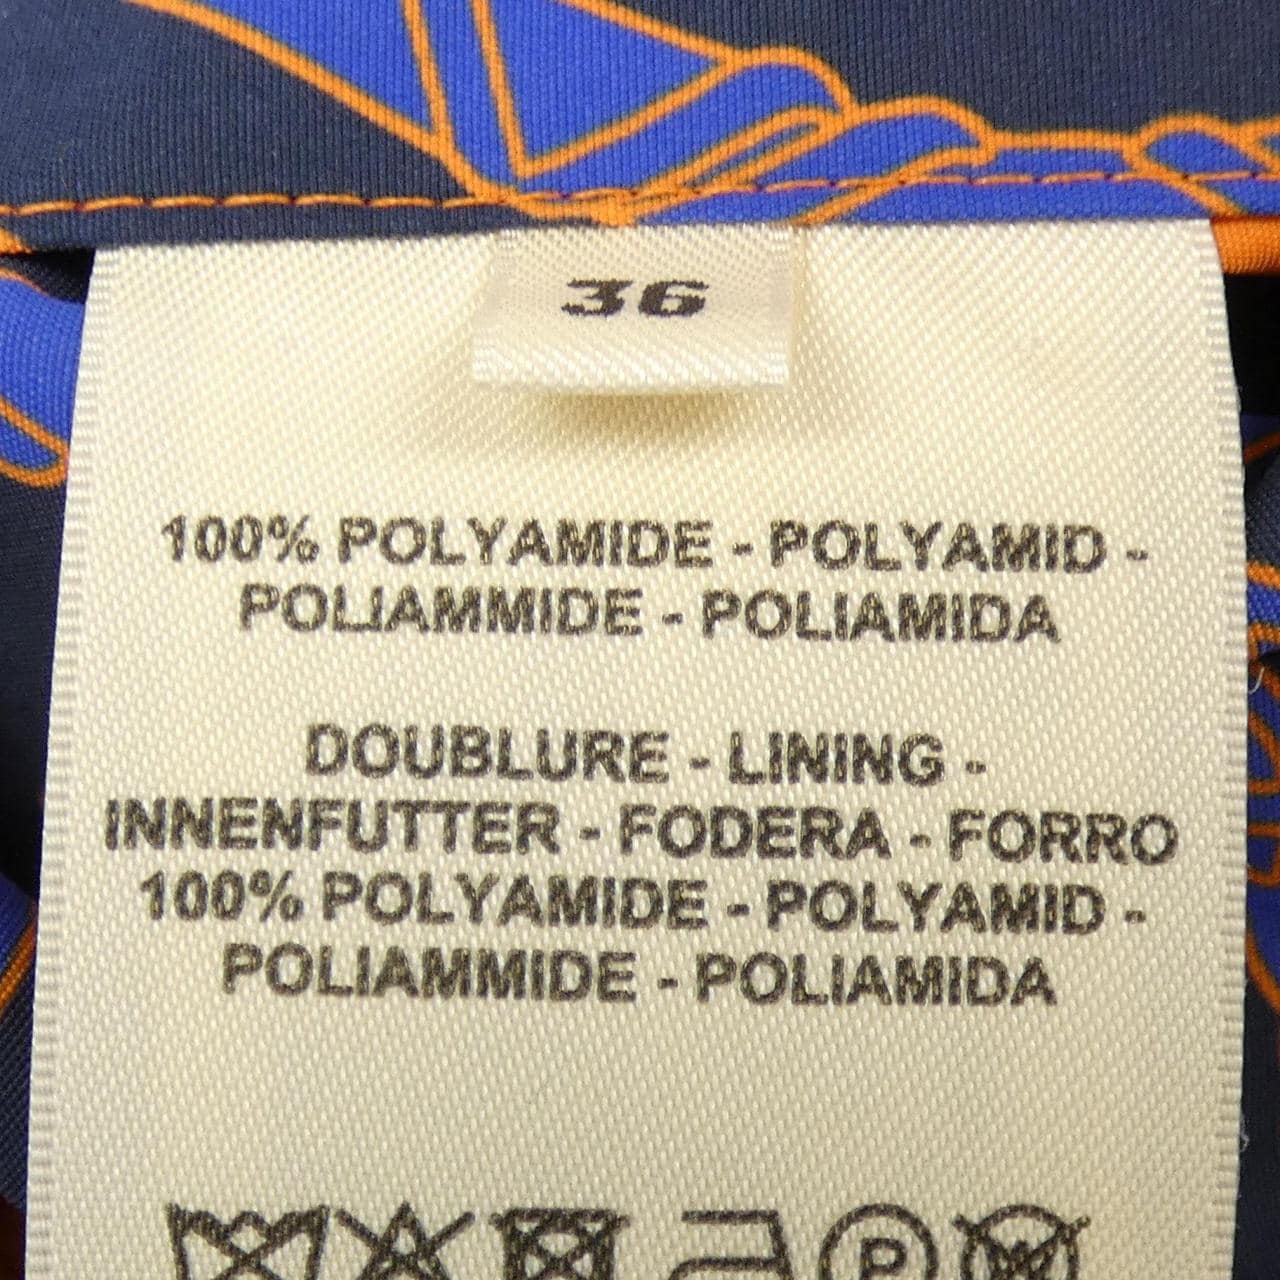 36
100% POLYAMIDE - POLYAMID -
POLIAMMIDE - POLIAMIDA
DOUBLURE - LINING -
INNENFUTTER - FODERA - FORRO
100% POLYAMIDE - POLYAMID -
POLIAMMIDE - POLIAMIDA
P W